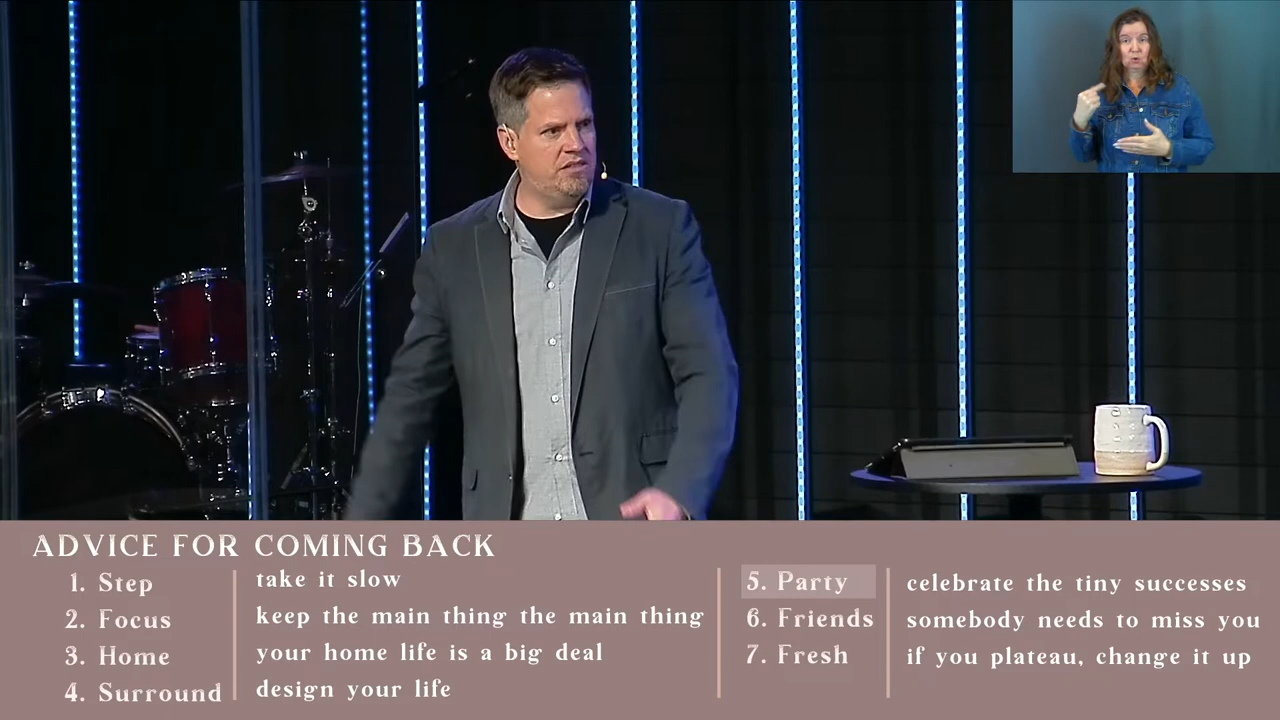 ADVICE FOR COMING BACK
1. Step take it slow
2. Focus keep the main thing the main thing
3. Home your home life is a big deal
4. Surround design your life
5. Party celebrate the tiny successes
6. Friends somebody needs to miss you
7. Fresh if you plateau, change it up